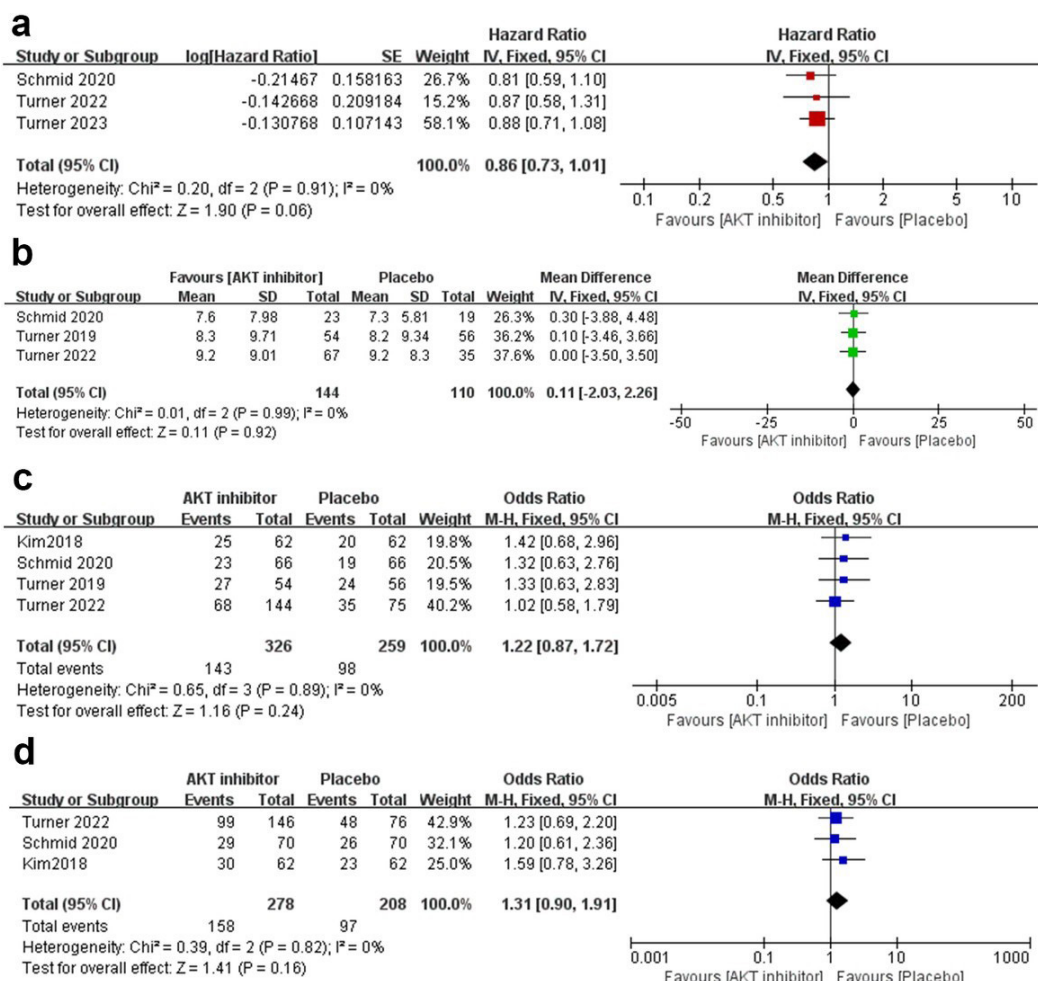 a
Hazard Ratio Hazard Ratio
Study or Subgroup log[Hazard Ratio] SE Weight IV, Fixed, 95% CI IV, Fixed, 95% CI
Schmid 2020 -0.21467 0.158163 26.7% 0.81 [0.59, 1.10]
Turner 2022 -0.142668 0.209184 15.2% 0.87 [0.58, 1.31]
Turner 2023 -0.130768 0.107143 58.1% 0.88 [0.71, 1.08]
Total (95% CI) 100.0% 0.86 [0.73, 1.01]
Heterogeneity: Chi² = 0.20, df = 2 (P = 0.91); I² = 0%
Test for overall effect: Z = 1.90 (P = 0.06)
0.1 0.2 0.5 1 2 5 10
Favours [AKT inhibitor] Favours [Placebo]
b
Favours [AKT inhibitor] Placebo Mean Difference Mean Difference
Study or Subgroup Mean SD Total Mean SD Total Weight IV, Fixed, 95% CI IV, Fixed, 95% CI
Schmid 2020 7.6 7.98 23 7.3 5.81 19 26.3% 0.30 [-3.88, 4.48]
Turner 2019 8.3 9.71 54 8.2 9.34 56 36.2% 0.10 [-3.46, 3.66]
Turner 2022 9.2 9.01 67 9.2 8.3 35 37.6% 0.00 [-3.50, 3.50]
Total (95% CI) 144 110 100.0% 0.11 [-2.03, 2.26]
Heterogeneity: Chi² = 0.01, df = 2 (P = 0.99); I² = 0%
Test for overall effect: Z = 0.11 (P = 0.92)
-50 -25 0 25 50
Favours [AKT inhibitor] Favours [Placebo]
c
AKT inhibitor Placebo Odds Ratio Odds Ratio
Study or Subgroup Events Total Events Total Weight M-H, Fixed, 95% CI M-H, Fixed, 95% CI
Kim2018 25 62 20 62 19.8% 1.42 [0.68, 2.96]
Schmid 2020 23 66 19 66 20.5% 1.32 [0.63, 2.76]
Turner 2019 27 54 24 56 19.5% 1.33 [0.63, 2.83]
Turner 2022 68 144 35 75 40.2% 1.02 [0.58, 1.79]
Total (95% CI) 326 259 100.0% 1.22 [0.87, 1.72]
Total events 143 98
Heterogeneity: Chi² = 0.65, df = 3 (P = 0.89); I² = 0%
Test for overall effect: Z = 1.16 (P = 0.24)
0.005 0.1 1 10 200
Favours [AKT inhibitor] Favours [Placebo]
d
AKT inhibitor Placebo Odds Ratio Odds Ratio
Study or Subgroup Events Total Events Total Weight M-H, Fixed, 95% CI M-H, Fixed, 95% CI
Turner 2022 99 146 48 76 42.9% 1.23 [0.69, 2.20]
Schmid 2020 29 70 26 70 32.1% 1.20 [0.61, 2.36]
Kim2018 30 62 23 62 25.0% 1.59 [0.78, 3.26]
Total (95% CI) 278 208 100.0% 1.31 [0.90, 1.91]
Total events 158 97
Heterogeneity: Chi² = 0.39, df = 2 (P = 0.82); I² = 0%
Test for overall effect: Z = 1.41 (P = 0.16)
0.001 0.1 1 10 1000
Favours [AKT inhibitor] Favours [Placebo]